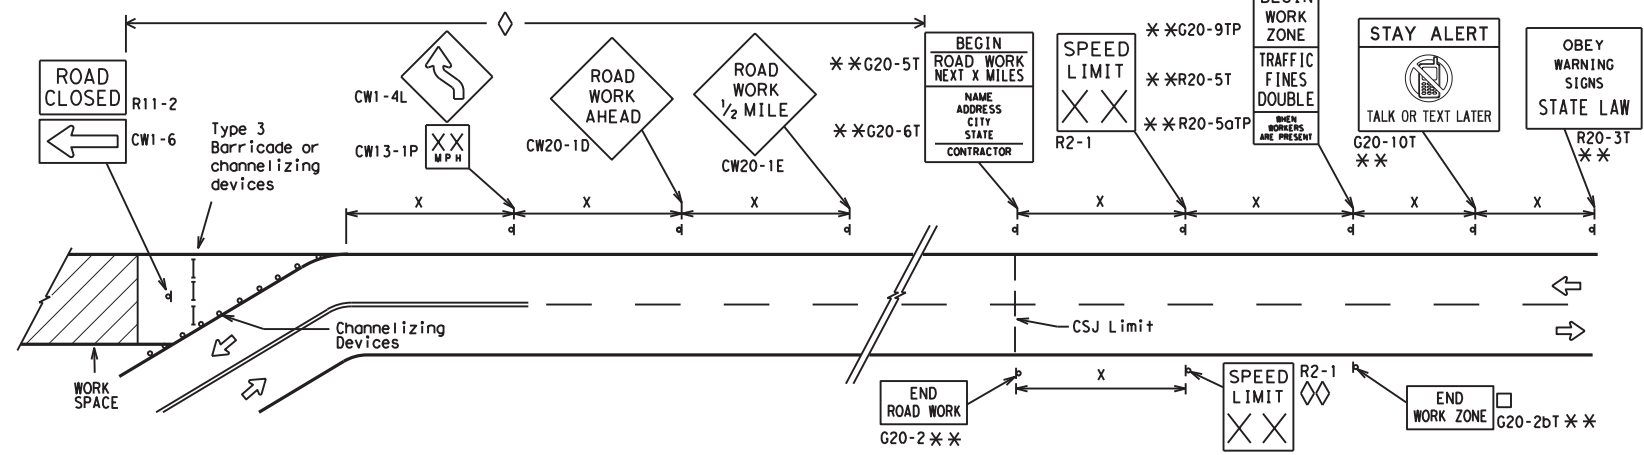 ROAD
CLOSED
R11-2
CW1-6
Type 3
Barricade or
channelizing
devices
CW1-4L
XX
MPH
CW13-1P
ROAD
WORK
AHEAD
CW20-1D
ROAD
WORK
1/2 MILE
CW20-1E
* *G20-5T
BEGIN
ROAD WORK
NEXT X MILES
* *G20-6T
NAME
ADDRESS
CITY
STATE
CONTRACTOR
SPEED
LIMIT
X X
R2-1
* *G20-9TP
BEGIN
WORK
ZONE
* *R20-5T
TRAFFIC
FINES
DOUBLE
* *R20-5aTP
WHEN
WORKERS
ARE PRESENT
STAY ALERT
TALK OR TEXT LATER
G20-10T
* *
OBEY
WARNING
SIGNS
STATE LAW
R20-3T
* *
X
X
X
X
X
X
X
Channelizing
Devices
WORK
SPACE
CSJ Limit
END
ROAD WORK
G20-2 * *
X
SPEED
LIMIT
X X
R2-1
END
WORK ZONE
G20-2bT * *